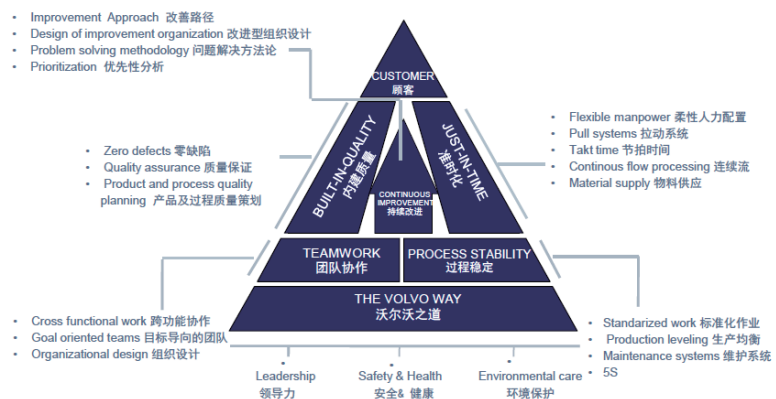 • Improvement Approach 改善路径
• Design of improvement organization 改进型组织设计
• Problem solving methodology 问题解决方法论
• Prioritization 优先性分析
CUSTOMER
顾客
• Zero defects 零缺陷
• Quality assurance 质量保证
• Product and process quality
planning 产品及过程质量策划
BUILT-IN-QUALITY
内建质量
CONTINUOUS
IMPROVEMENT
持续改进
JUST-IN-TIME
准时化
• Flexible manpower 柔性人力配置
• Pull systems 拉动系统
• Takt time 节拍时间
• Continous flow processing 连续流
• Material supply 物料供应
TEAMWORK
团队协作
PROCESS STABILITY
过程稳定
THE VOLVO WAY
沃尔沃之道
• Cross functional work 跨功能协作
• Goal oriented teams 目标导向的团队
• Organizational design 组织设计
• Standarized work 标准化作业
• Production leveling 生产均衡
• Maintenance systems 维护系统
• 5S
• Leadership
领导力
• Safety & Health
安全& 健康
• Environmental care
环境保护